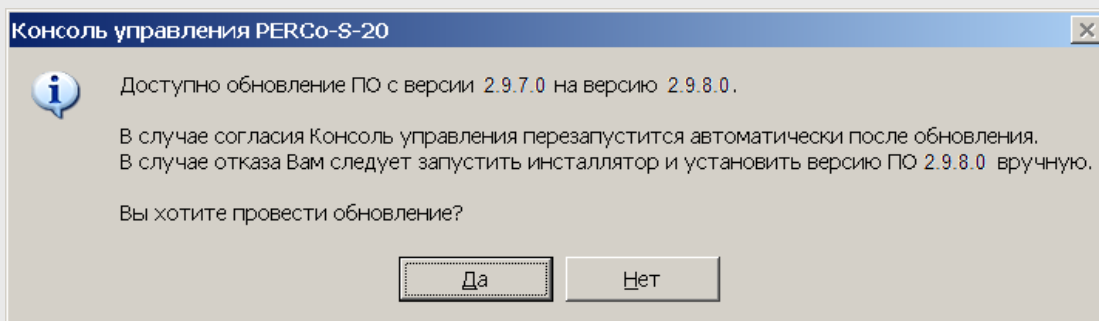 Консоль управления PERCo-S-20
Доступно обновление ПО с версии 2.9.7.0 на версию 2.9.8.0.
В случае согласия Консоль управления перезапустится автоматически после обновления.
В случае отказа Вам следует запустить инсталлятор и установить версию ПО 2.9.8.0 вручную.
Вы хотите провести обновление?
Да
Нет